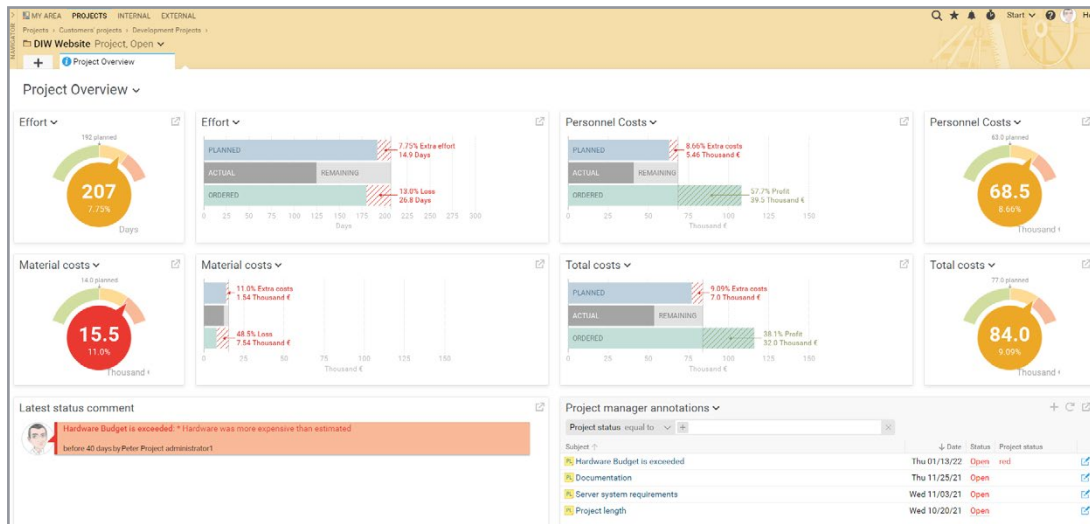 NAVIGATOR
MY AREA PROJECTS INTERNAL EXTERNAL
Start
Projects › Customers' projects › Development Projects ›
DIW Website Project, Open
+ Project Overview
Project Overview
Effort
192 planned
207
7.75%
Days
Effort
PLANNED
7.75% Extra effort
14.9 Days
ACTUAL REMAINING
ORDERED
13.0% Loss
26.8 Days
0 25 50 75 100 125 150 175 200 225 250 275 300
Days
Personnel Costs
PLANNED
8.66% Extra costs
5.46 Thousand €
ACTUAL REMAINING
ORDERED
57.7% Profit
39.5 Thousand €
0 25 50 75 100 125 150
Thousand €
Personnel Costs
63.0 planned
68.5
8.66%
Thousand
Material costs
14.0 planned
15.5
11.0%
Thousand
Material costs
11.0% Extra costs
1.54 Thousand €
48.5% Loss
7.54 Thousand €
0 25 50 75 100 125 150
Thousand €
Total costs
PLANNED
9.09% Extra costs
7.0 Thousand €
ACTUAL REMAINING
ORDERED
38.1% Profit
32.0 Thousand €
0 25 50 75 100 125 150
Thousand €
Total costs
77.0 planned
84.0
9.09%
Thousand
Latest status comment
Hardware Budget is exceeded: * Hardware was more expensive than estimated
before 40 days by Peter Project administrator1
Project manager annotations
Project status equal to
Subject ↑ ↓ Date Status Project status
PL Hardware Budget is exceeded Thu 01/13/22 Open red
PL Documentation Thu 11/25/21 Open
PL Server system requirements Wed 11/03/21 Open
PL Project length Wed 10/20/21 Open